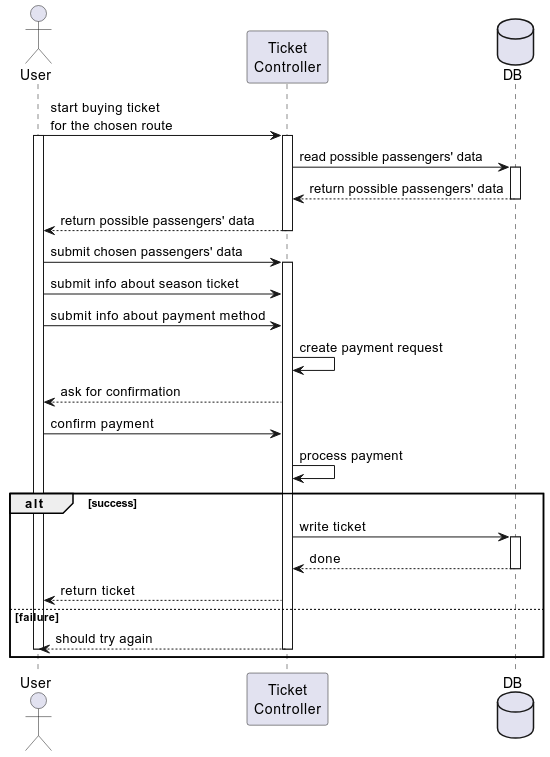 User
Ticket
Controller
DB
start buying ticket
for the chosen route
read possible passengers' data
return possible passengers' data
return possible passengers' data
submit chosen passengers' data
submit info about season ticket
submit info about payment method
create payment request
ask for confirmation
confirm payment
process payment
alt [success]
write ticket
done
return ticket
[failure]
should try again
User
Ticket
Controller
DB